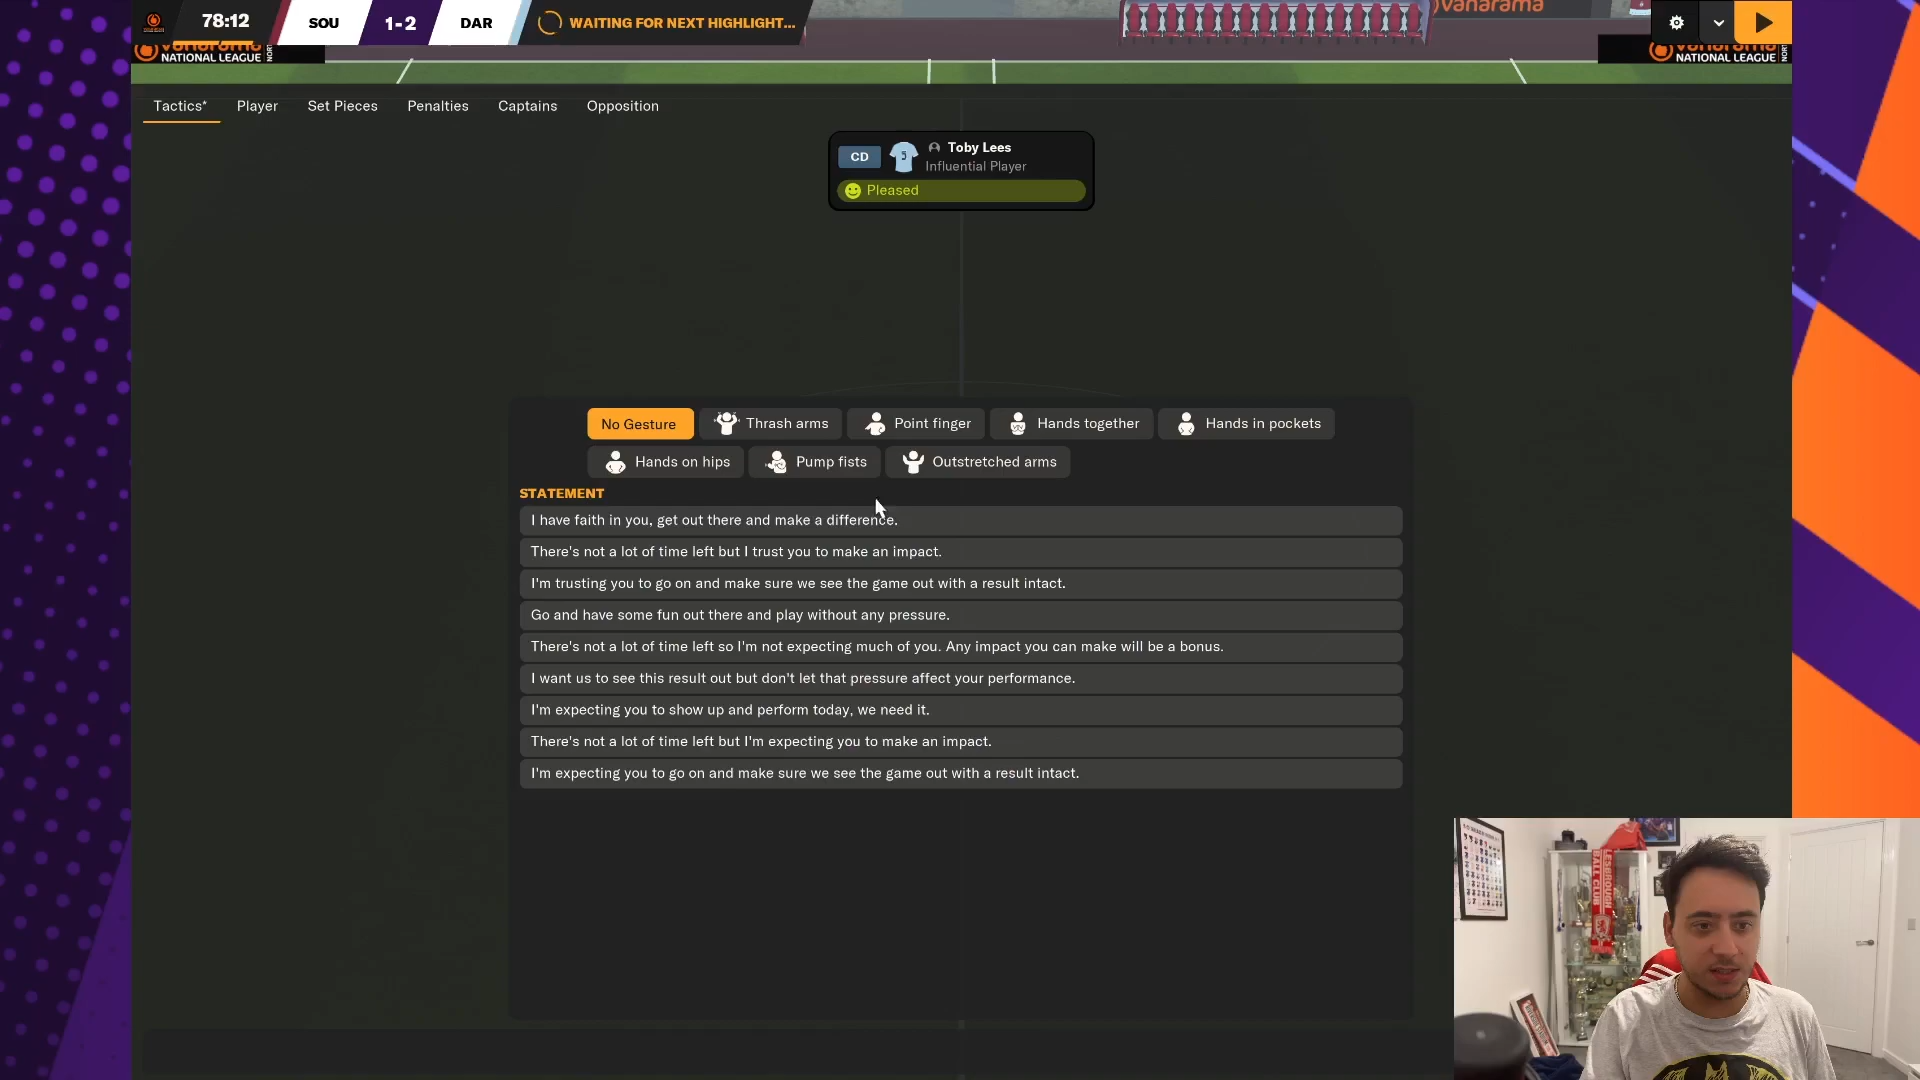 78:12
SOU
1-2
DAR
WAITING FOR NEXT HIGHLIGHT...
vanarama
vanarama
NATIONAL LEAGUE
vanarama
NATIONAL LEAGUE
Tactics*
Player
Set Pieces
Penalties
Captains
Opposition
CD
5
Toby Lees
Influential Player
Pleased
No Gesture
Thrash arms
Point finger
Hands together
Hands in pockets
Hands on hips
Pump fists
Outstretched arms
STATEMENT
I have faith in you, get out there and make a difference.
There's not a lot of time left but I trust you to make an impact.
I'm trusting you to go on and make sure we see the game out with a result intact.
Go and have some fun out there and play without any pressure.
There's not a lot of time left so I'm not expecting much of you. Any impact you can make will be a bonus.
I want us to see this result out but don't let that pressure affect your performance.
I'm expecting you to show up and perform today, we need it.
There's not a lot of time left but I'm expecting you to make an impact.
I'm expecting you to go on and make sure we see the game out with a result intact.